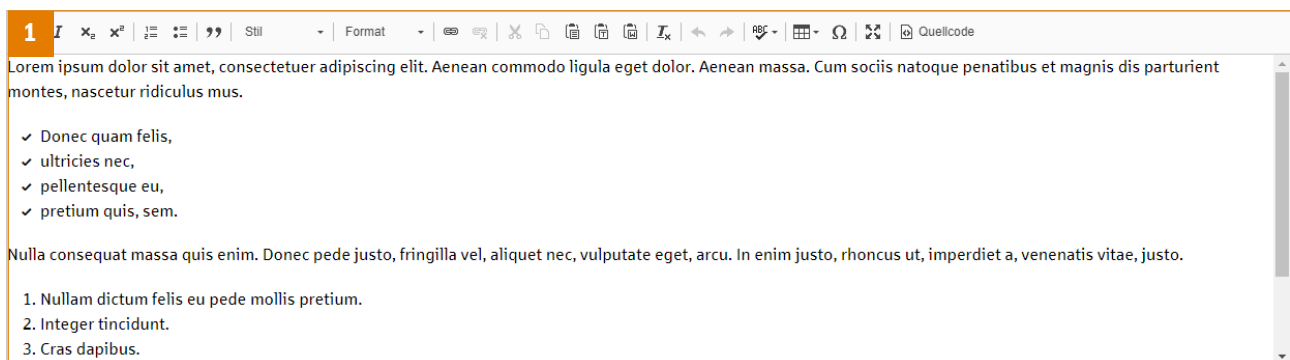 1 I x₂ x² Stil Format ABC Ω Quellcode
Lorem ipsum dolor sit amet, consectetuer adipiscing elit. Aenean commodo ligula eget dolor. Aenean massa. Cum sociis natoque penatibus et magnis dis parturient
montes, nascetur ridiculus mus.
Donec quam felis,
ultricies nec,
pellentesque eu,
pretium quis, sem.
Nulla consequat massa quis enim. Donec pede justo, fringilla vel, aliquet nec, vulputate eget, arcu. In enim justo, rhoncus ut, imperdiet a, venenatis vitae, justo.
1. Nullam dictum felis eu pede mollis pretium.
2. Integer tincidunt.
3. Cras dapibus.